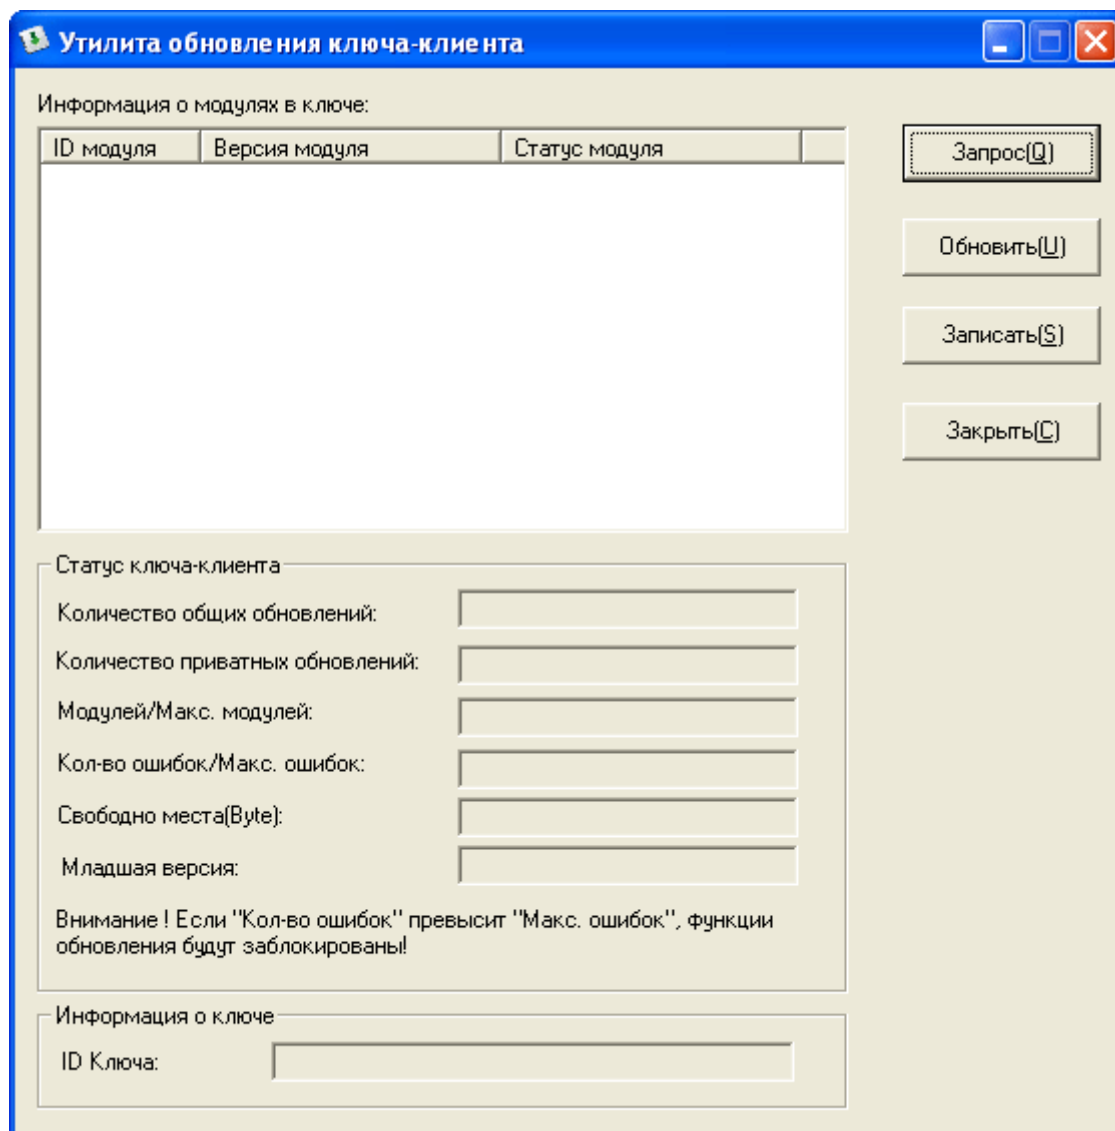 Утилита обновления ключа-клиента
Информация о модулях в ключе:
ID модуля Версия модуля Статус модуля
Запрос(Q)
Обновить(U)
Записать(S)
Закрыть(C)
Статус ключа-клиента
Количество общих обновлений:
Количество приватных обновлений:
Модулей/Макс. модулей:
Кол-во ошибок/Макс. ошибок:
Свободно места(Byte):
Младшая версия:
Внимание ! Если "Кол-во ошибок" превысит "Макс. ошибок", функции
обновления будут заблокированы!
Информация о ключе
ID Ключа: